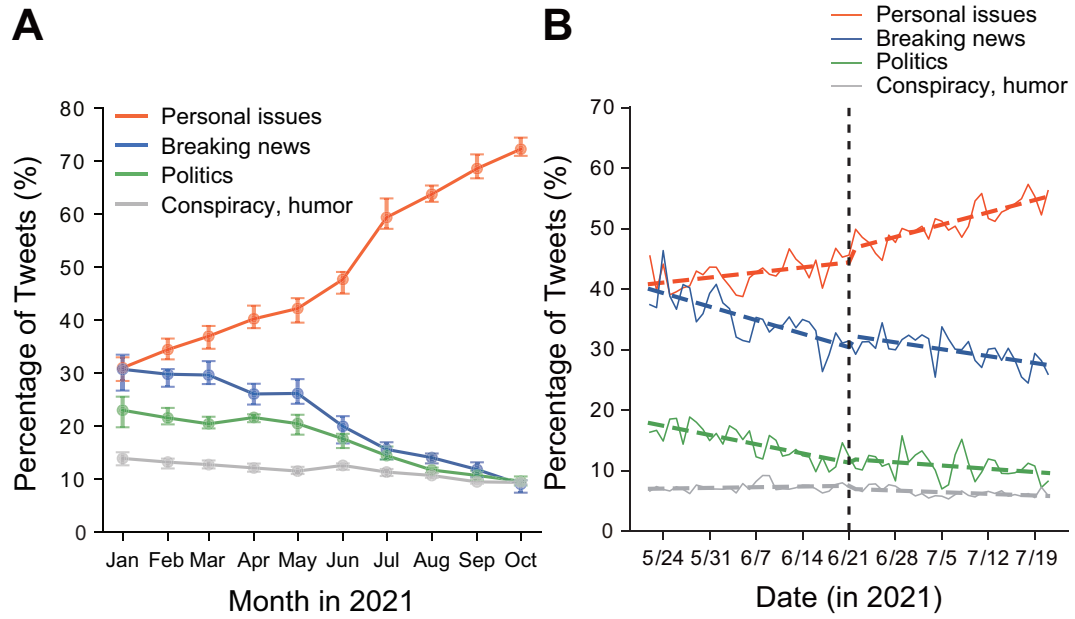 A
Personal issues
Breaking news
Politics
Conspiracy, humor
Percentage of Tweets (%)
80
70
60
50
40
30
20
10
0
Jan Feb Mar Apr May Jun Jul Aug Sep Oct
Month in 2021
B
Personal issues
Breaking news
Politics
Conspiracy, humor
Percentage of Tweets (%)
70
60
50
40
30
20
10
0
5/24 5/31 6/7 6/14 6/21 6/28 7/5 7/12 7/19
Date (in 2021)